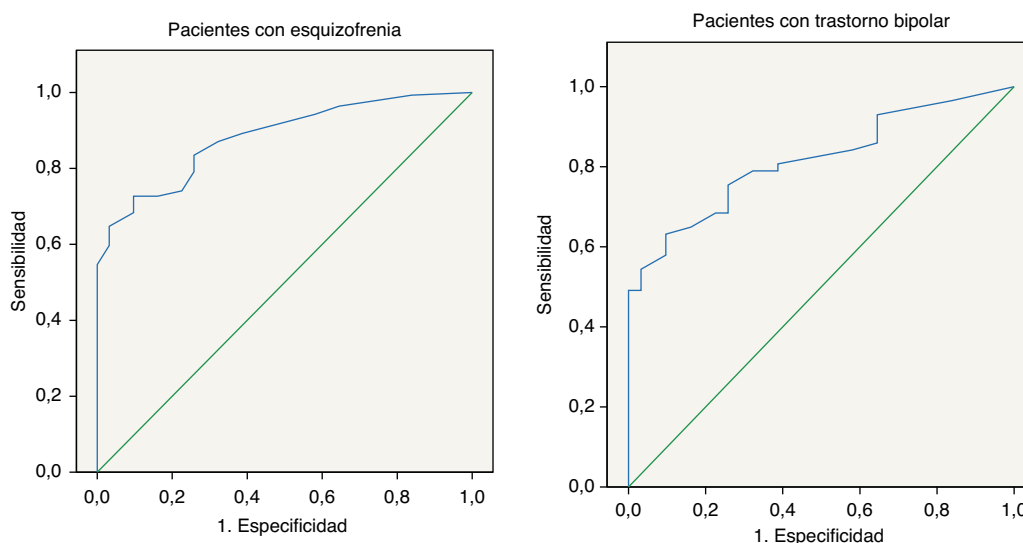 Pacientes con esquizofrenia
1,0
0,8
0,6
0,4
0,2
0,0
Sensibilidad
0,0 0,2 0,4 0,6 0,8 1,0
1. Especificidad
Pacientes con trastorno bipolar
1,0
0,8
0,6
0,4
0,2
0,0
Sensibilidad
0,0 0,2 0,4 0,6 0,8 1,0
1. Especificidad